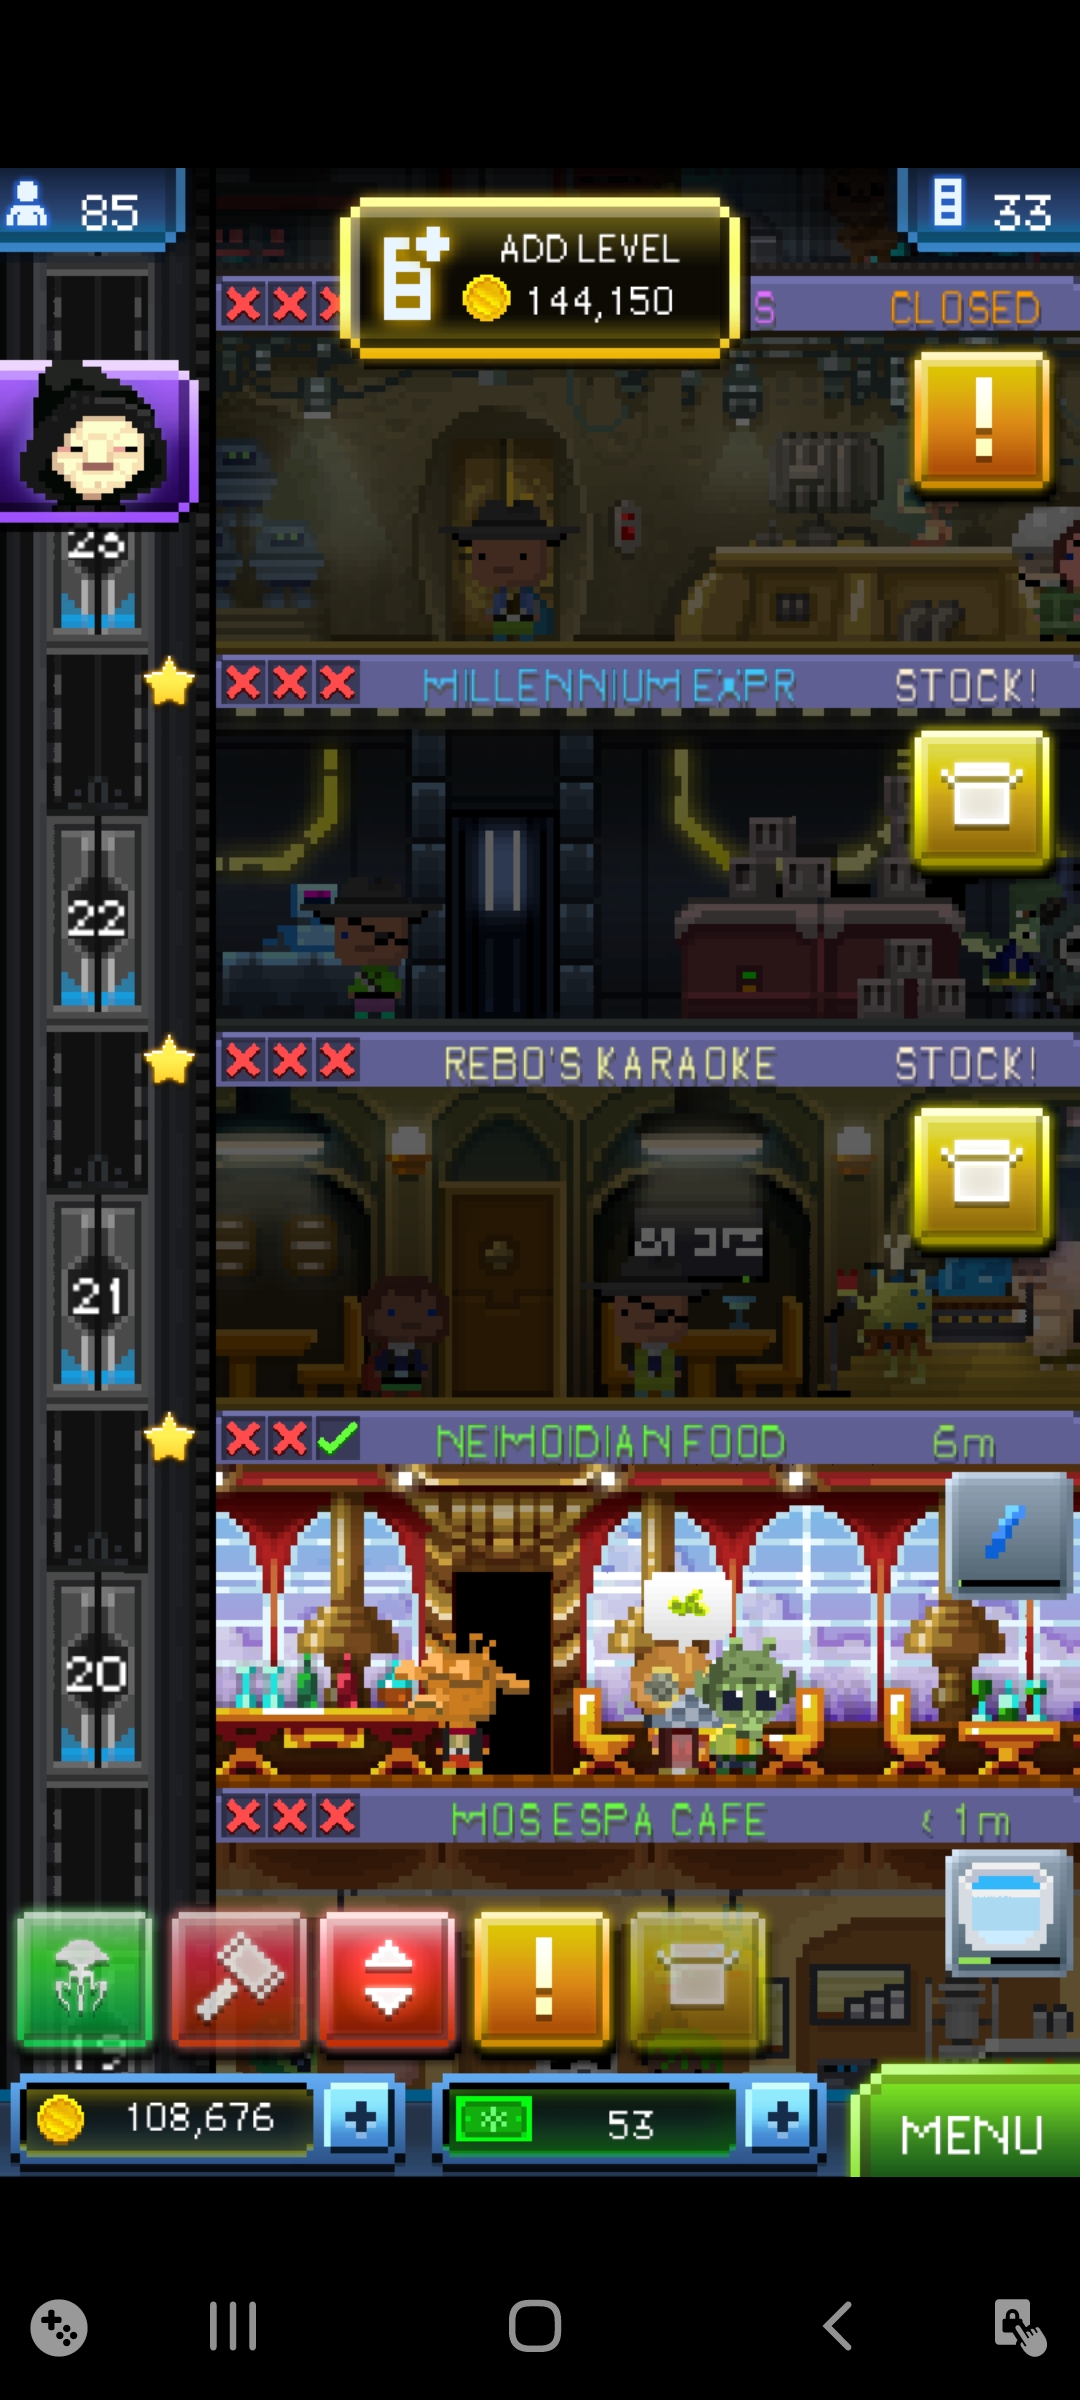 85
ADD LEVEL
144,150
33
S CLOSED
23
MILLENNIUM EXPR STOCK!
22
REBO'S KARAOKE STOCK!
21
NEIMOIDIAN FOOD 6m
20
MOS ESPA CAFE < 1m
19
108,676
53
MENU